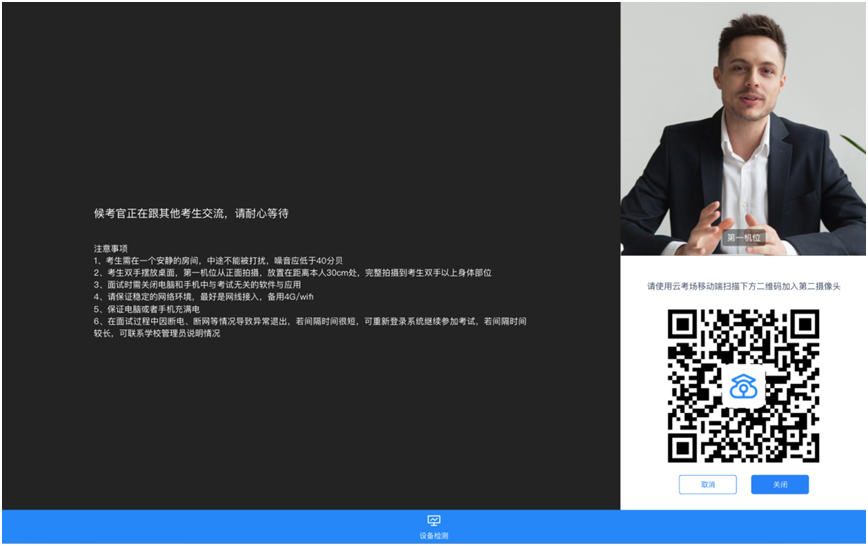 候考官正在跟其他考生交流，请耐心等待
注意事项
1、考生需在一个安静的房间，中途不能被打扰，噪音应低于40分贝
2、考生双手摆放桌面，第一机位从正面拍摄，放置在距离本人30cm处，完整拍摄到考生双手以上身体部位
3、面试时需关闭电脑和手机中与考试无关的软件与应用
4、请保证稳定的网络环境，最好是网线接入，备用4G/wifi
5、保证电脑或者手机充满电
6、在面试过程中因断电、断网等情况导致异常退出，若间隔时间很短，可重新登录系统继续参加考试，若间隔时间
较长，可联系学校管理员说明情况
第一机位
请使用云考场移动端扫描下方二维码加入第二摄像头
取消
关闭
设备检测